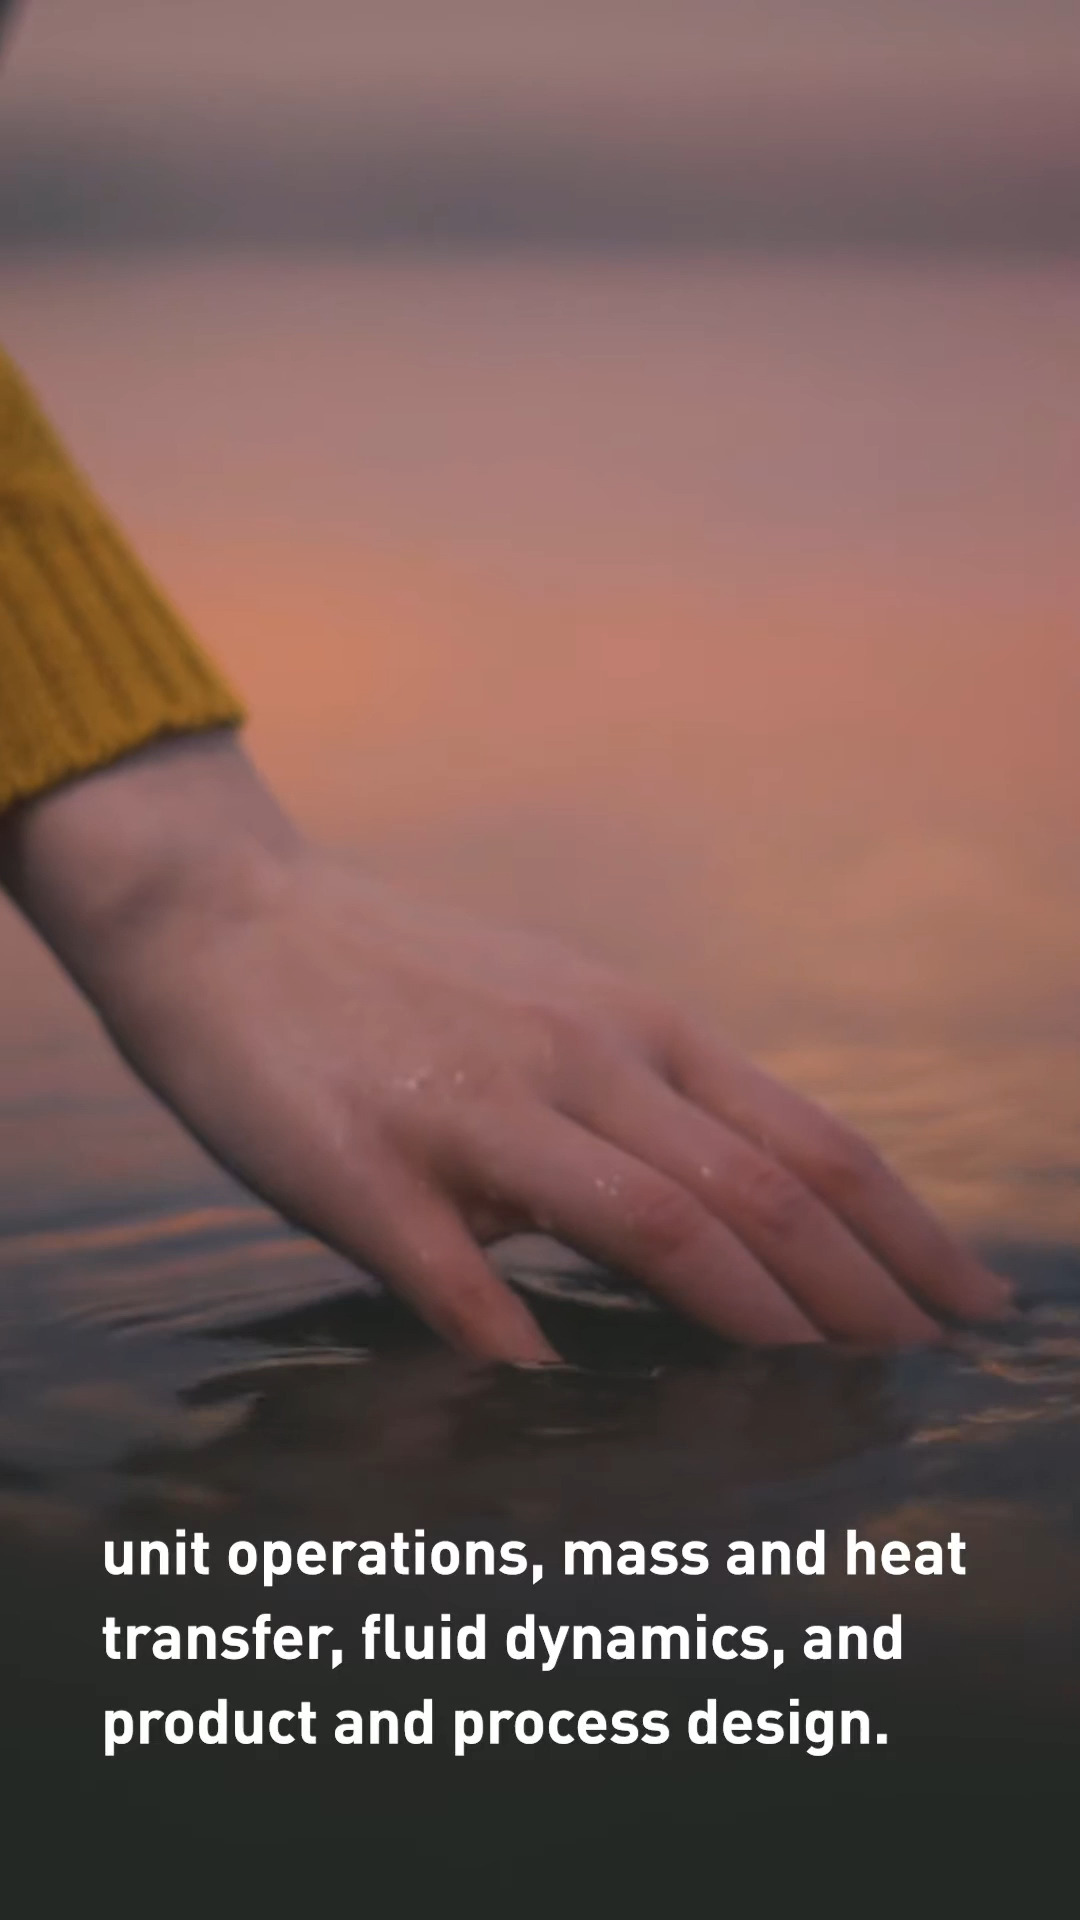 unit operations, mass and heat
transfer, fluid dynamics, and
product and process design.